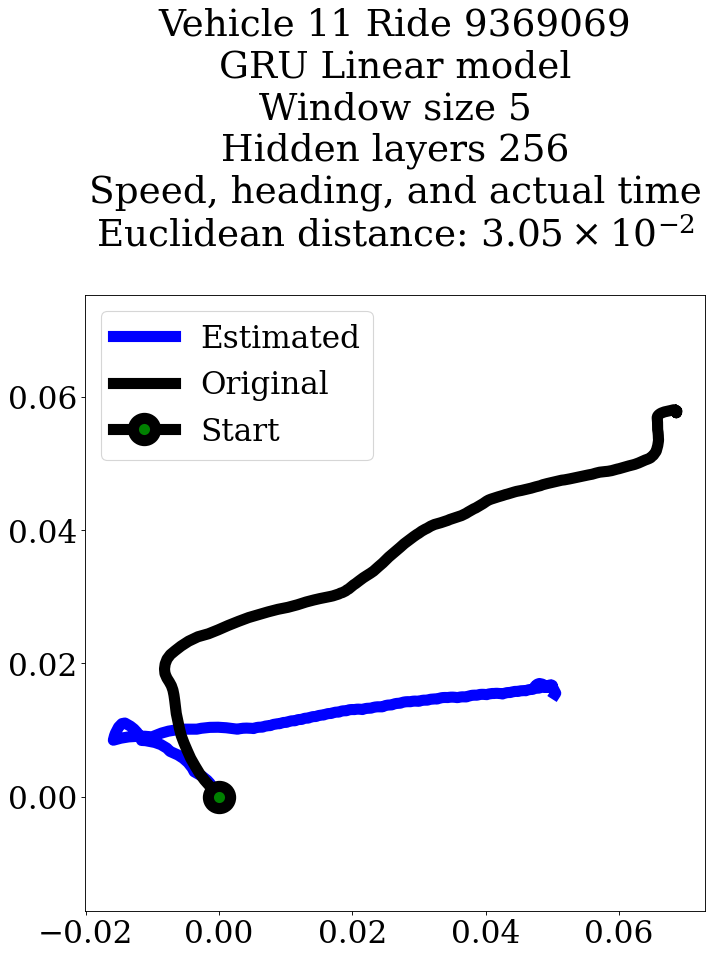 Vehicle 11 Ride 9369069
GRU Linear model
Window size 5
Hidden layers 256
Speed, heading, and actual time
Euclidean distance: 3.05 × 10⁻²
Estimated
Original
Start
0.06
0.04
0.02
0.00
−0.02 0.00 0.02 0.04 0.06